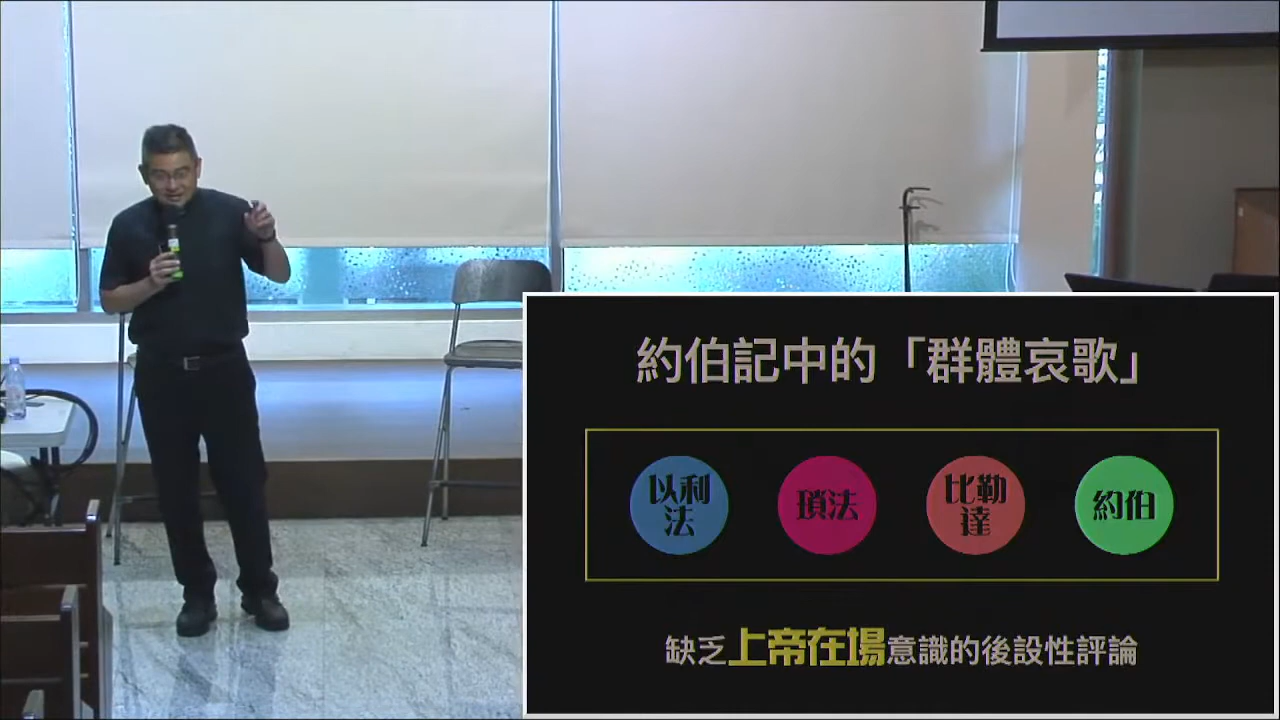 約伯記中的「群體哀歌」
以利
法
瑣法
比勒
達
約伯
缺乏上帝在場意識的後設性評論